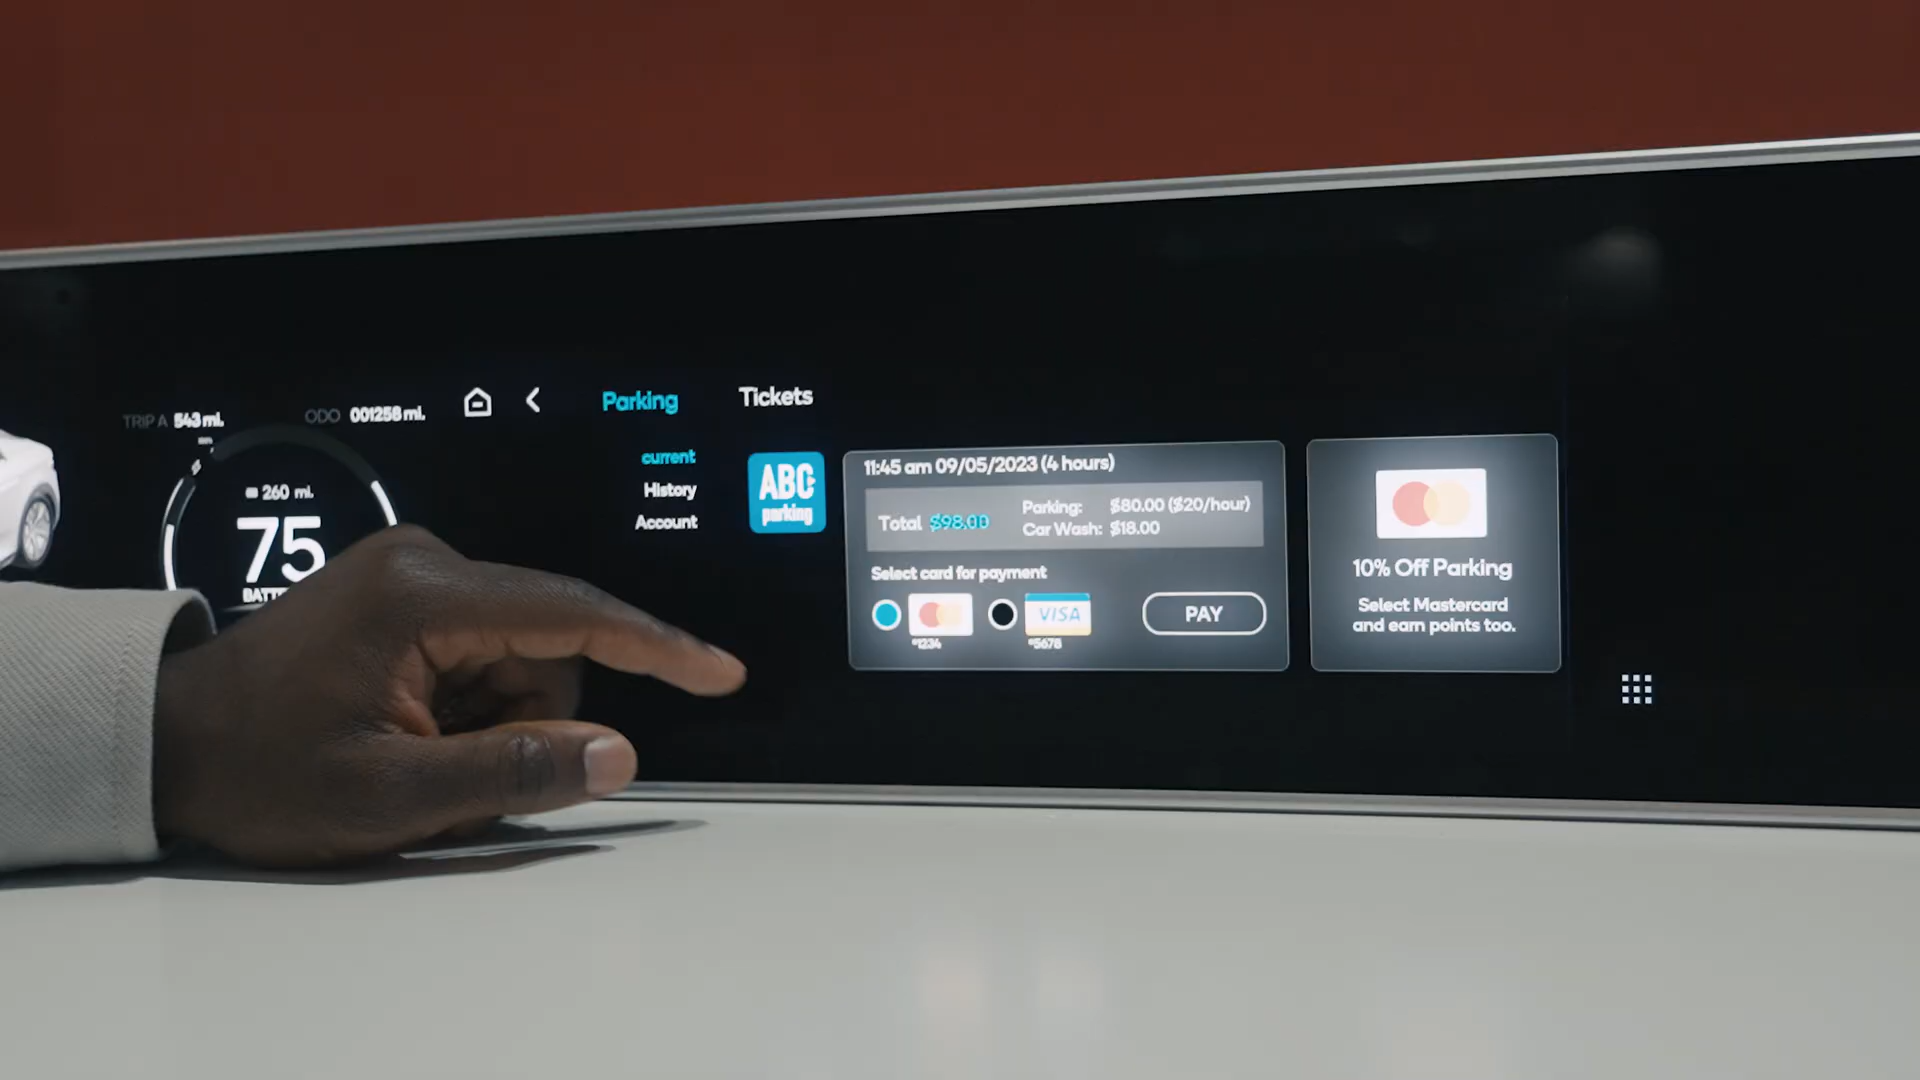 TRIP A 543 mi.
ODO 001258 mi.
260 mi.
75
Parking
Tickets
current
History
Account
ABC
parking
11:45 am 09/05/2023 (4 hours)
Total $98.00
Parking: $80.00 ($20/hour)
Car Wash: $18.00
Select card for payment
VISA
*1234
*5678
PAY
10% Off Parking
Select Mastercard
and earn points too.